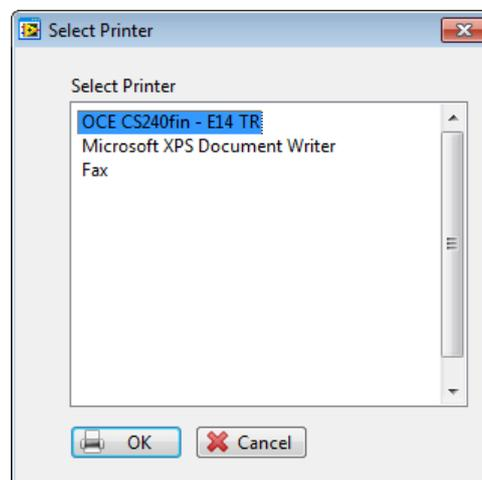 Select Printer
Select Printer
OCE CS240fin - E14 TR
Microsoft XPS Document Writer
Fax
OK
Cancel